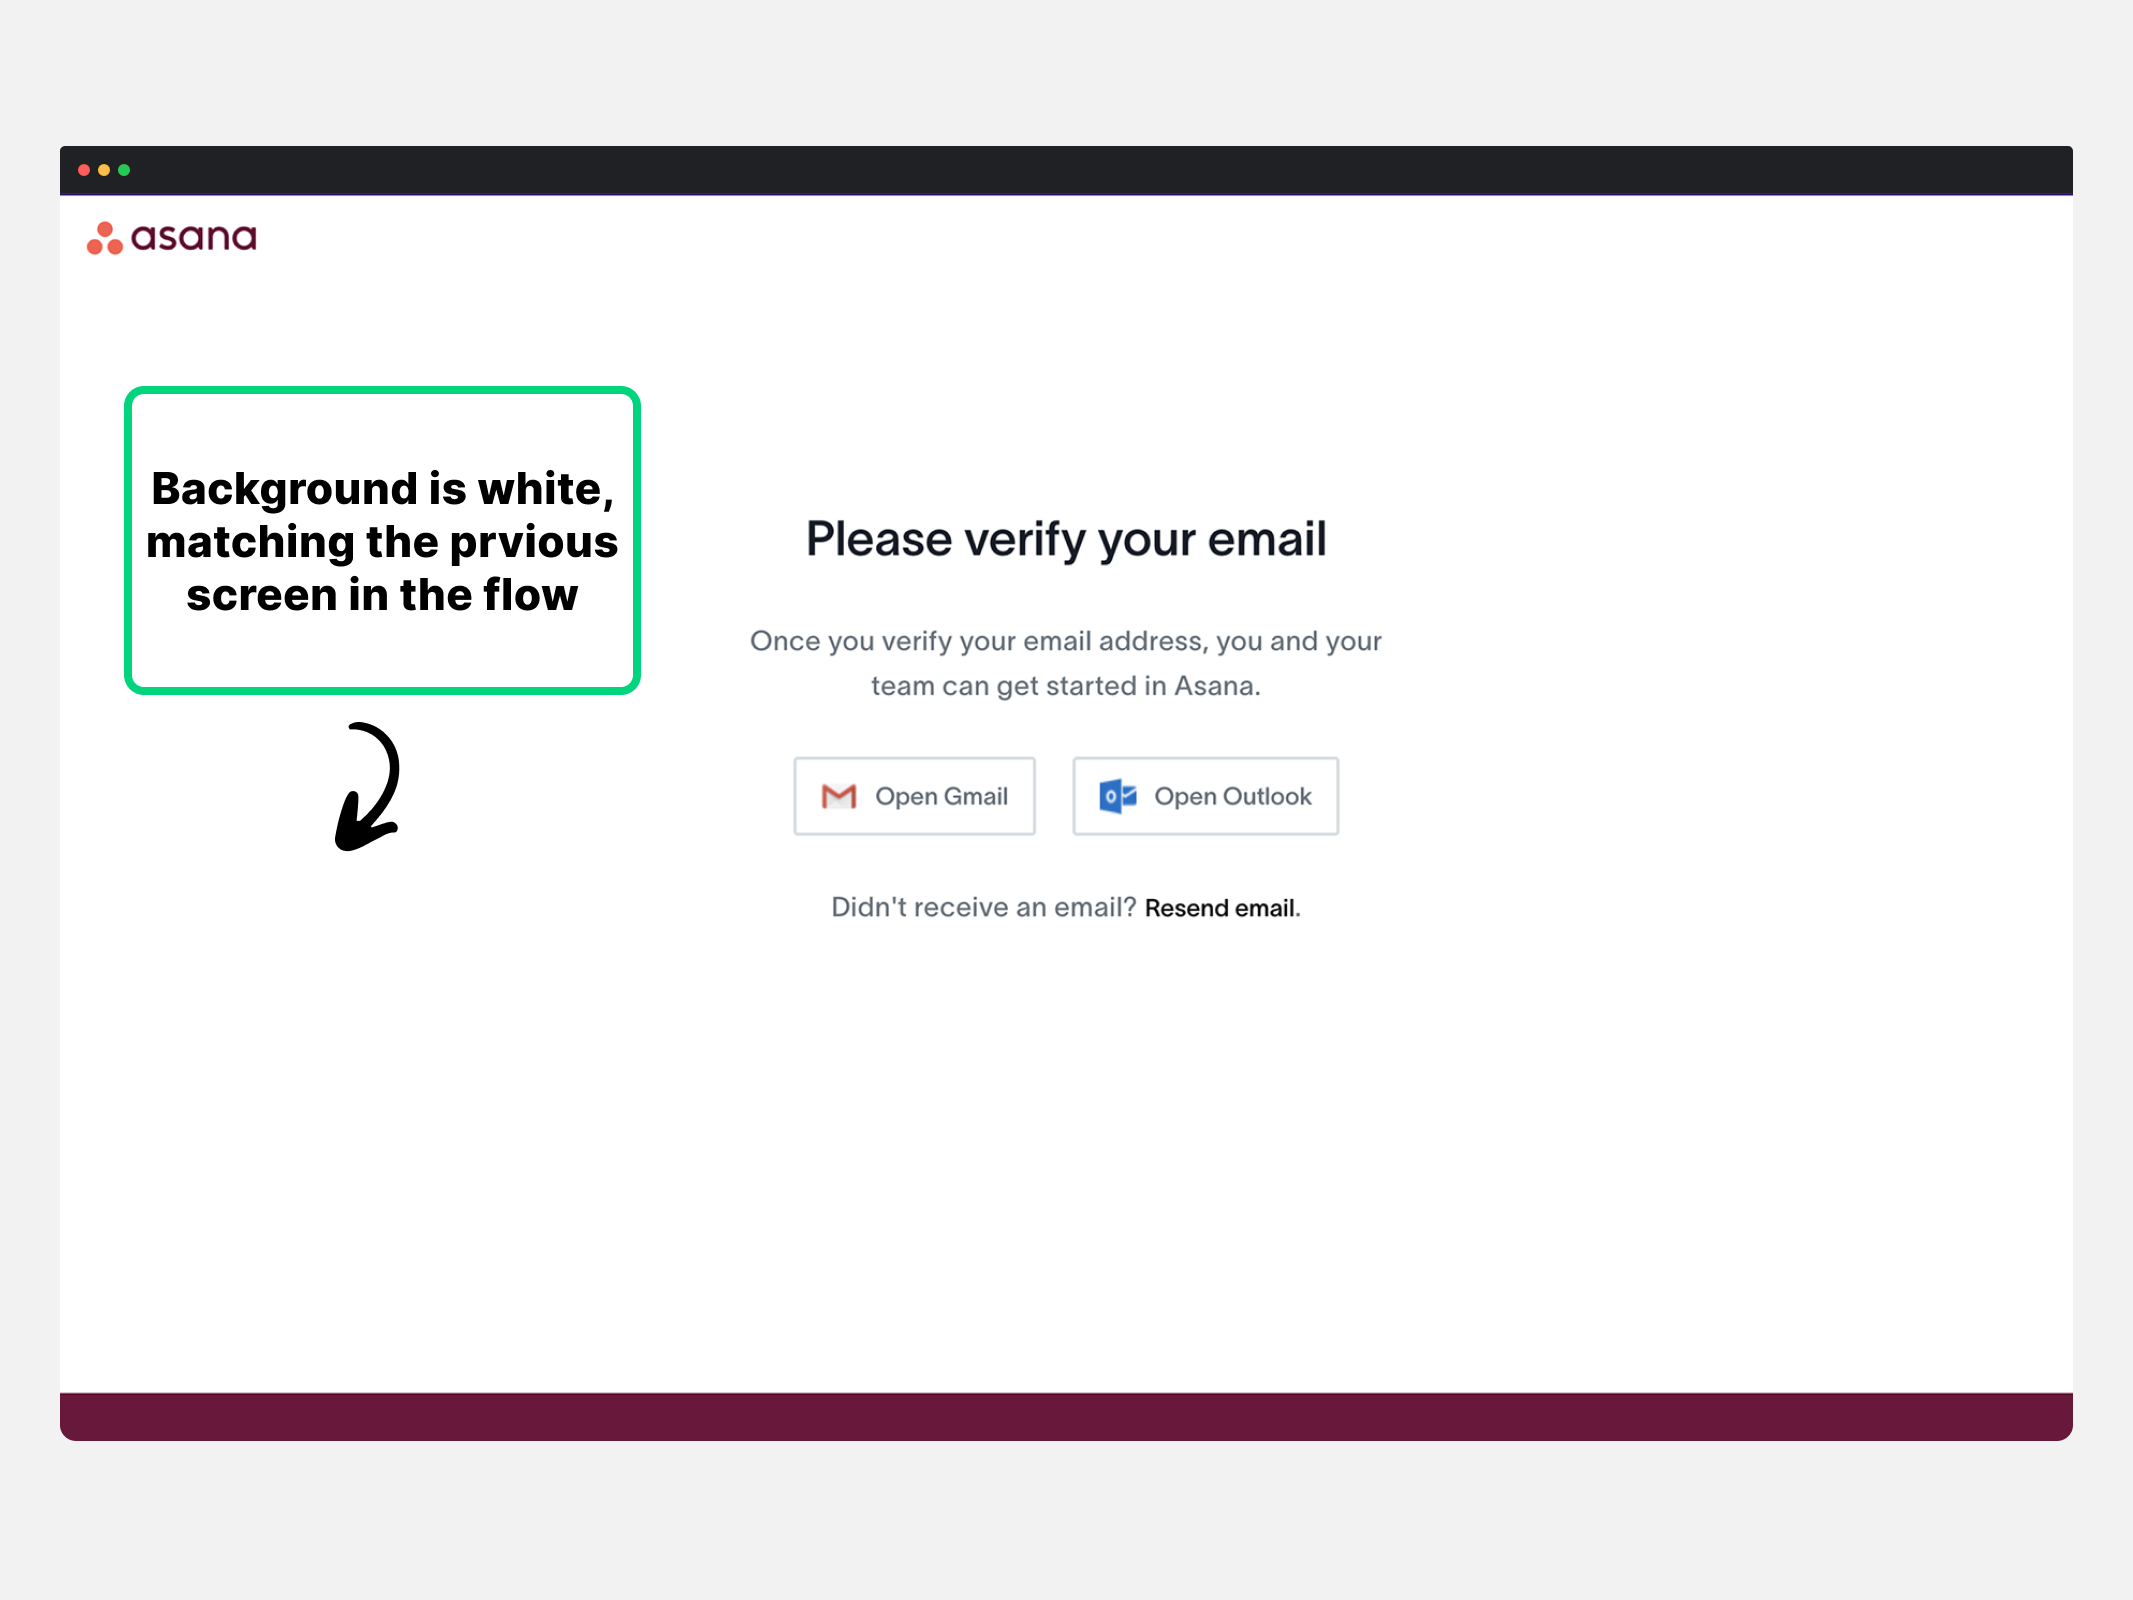 asana
Background is white,
matching the prvious
screen in the flow
Please verify your email
Once you verify your email address, you and your
team can get started in Asana.
Open Gmail
Open Outlook
Didn't receive an email? Resend email.